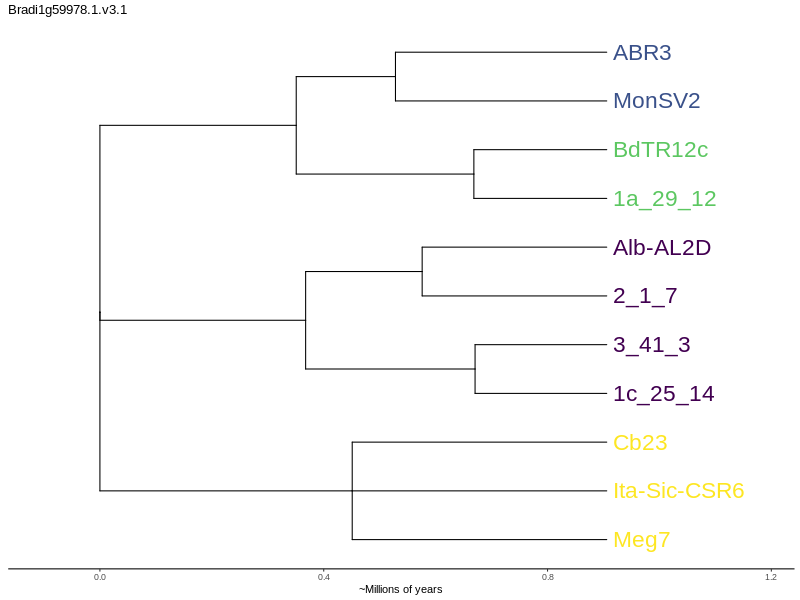 Bradi1g59978.1.v3.1
ABR3
MonSV2
BdTR12c
1a_29_12
Alb-AL2D
2_1_7
3_41_3
1c_25_14
Cb23
Ita-Sic-CSR6
Meg7
0.0 0.4 0.8 1.2
~Millions of years